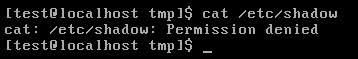 [test@localhost tmp]$ cat /etc/shadow
cat: /etc/shadow: Permission denied
[test@localhost tmp]$ _